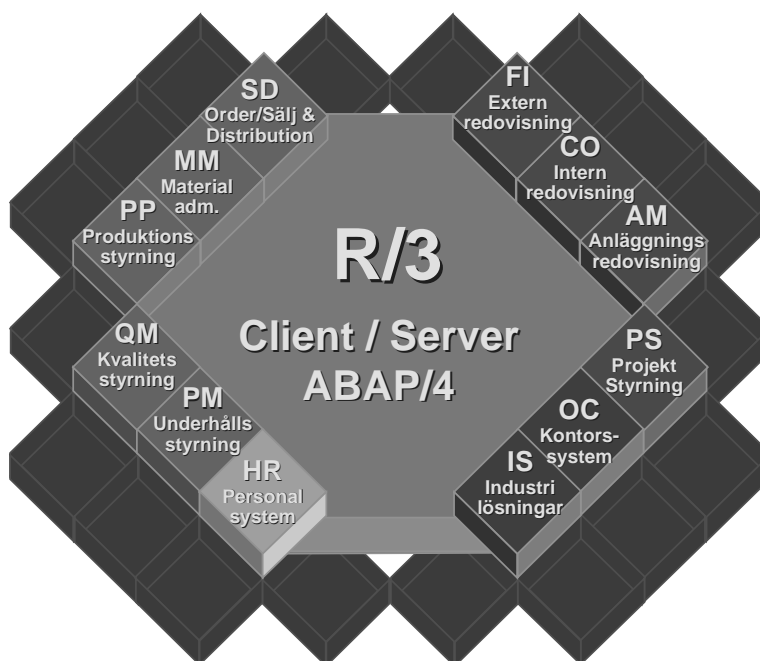 SD
Order/Sälj &
Distribution
MM
Material
adm.
PP
Produktions
styrning
FI
Extern
redovisning
CO
Intern
redovisning
AM
Anläggnings
redovisning
R/3
Client / Server
ABAP/4
QM
Kvalitets
styrning
PM
Underhålls
styrning
HR
Personal
system
PS
Projekt
Styrning
OC
Kontors-
system
IS
Industri
lösningar